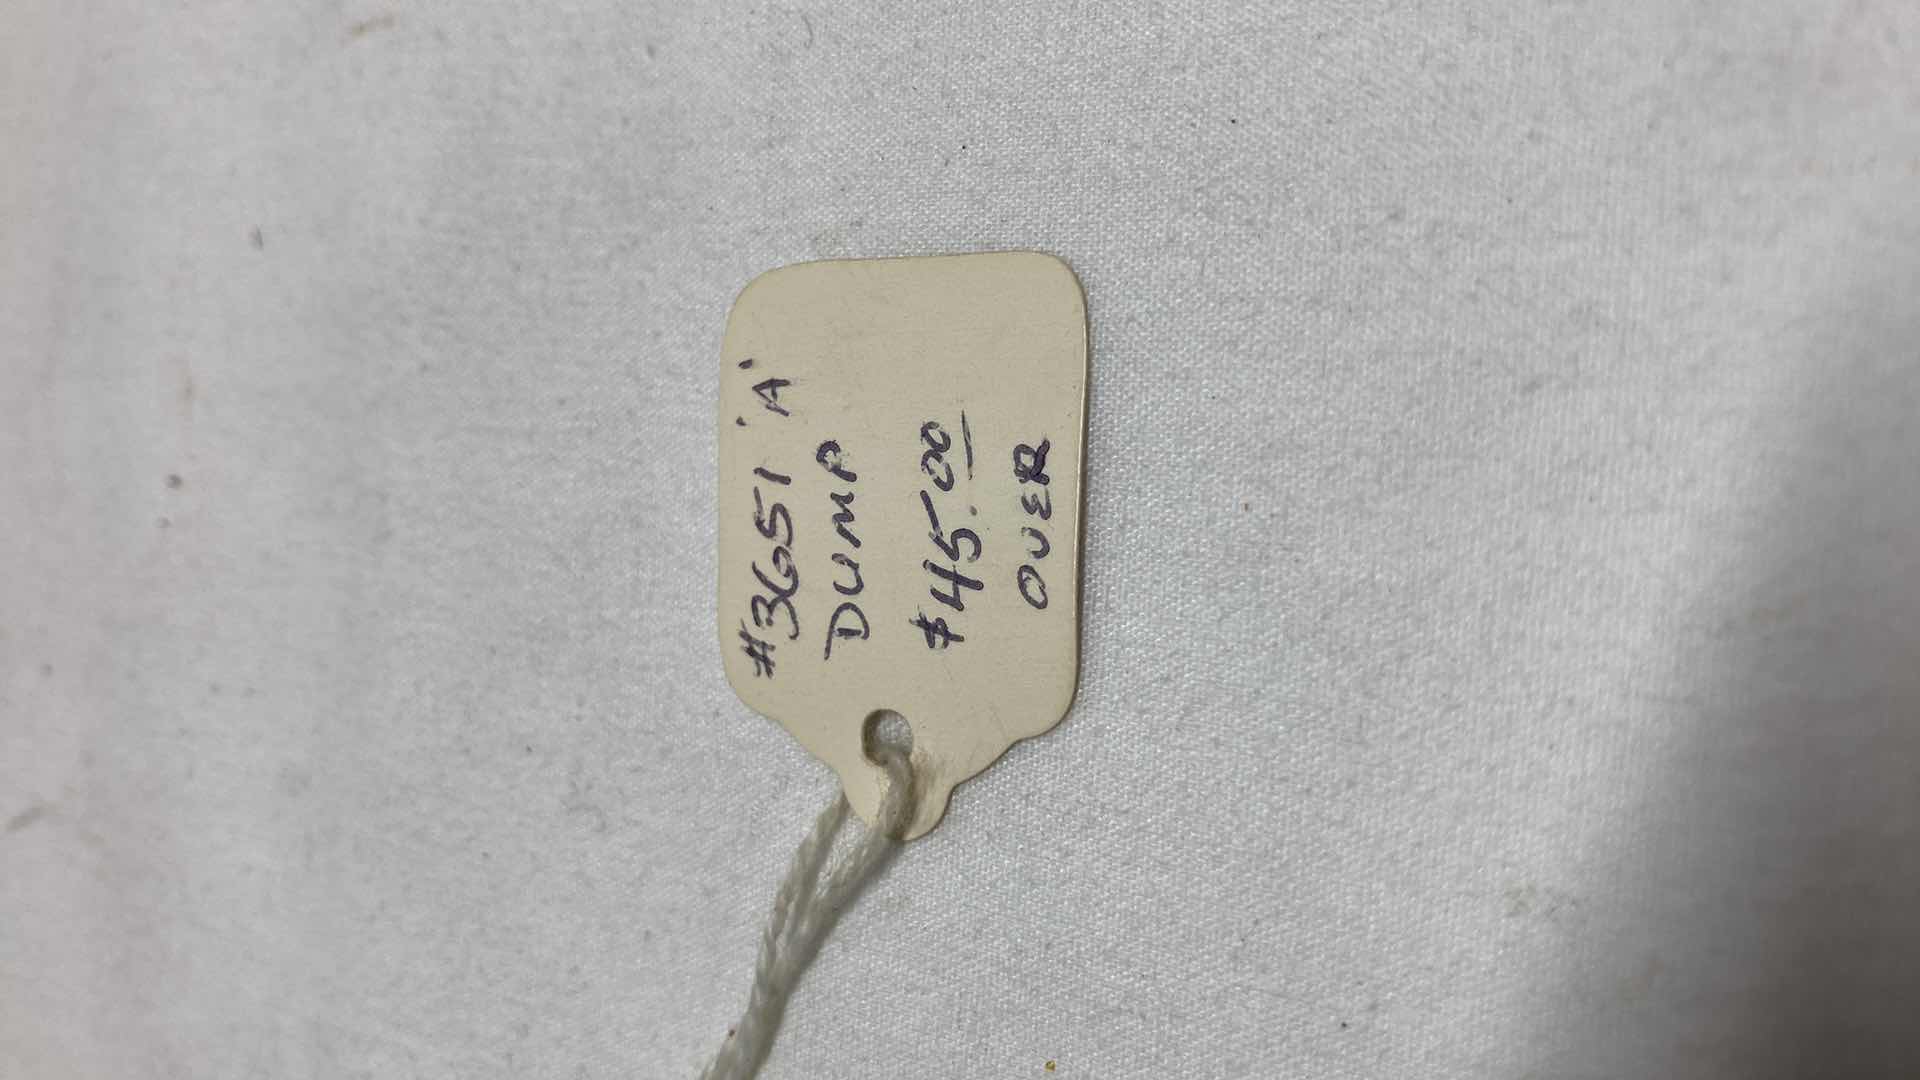 #3651 'A'
DUMP
$45.00
OVER